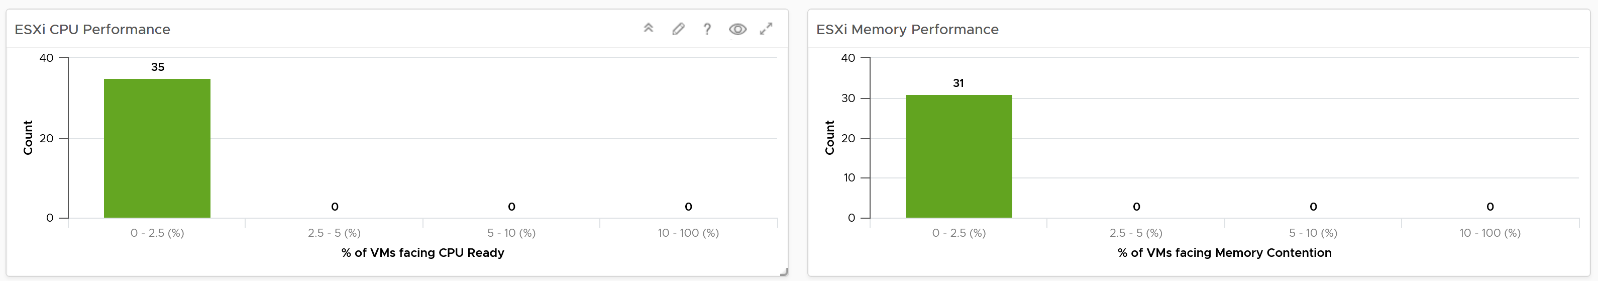 ESXi CPU Performance
?
40
35
20
0
0
0
0
Count
0 - 2.5 (%)
2.5 - 5 (%)
5 - 10 (%)
10 - 100 (%)
% of VMs facing CPU Ready
ESXi Memory Performance
40
31
30
20
10
0
0
0
0
Count
0 - 2.5 (%)
2.5 - 5 (%)
5 - 10 (%)
10 - 100 (%)
% of VMs facing Memory Contention